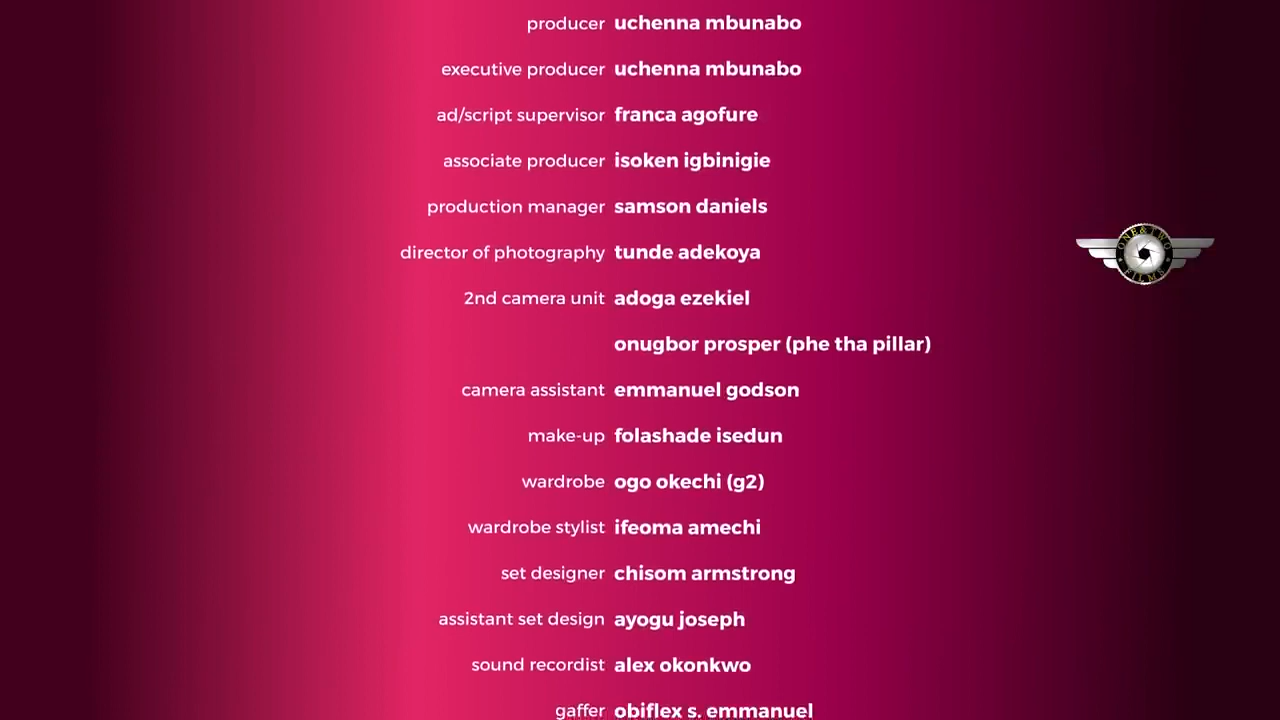 producer uchenna mbunabo
executive producer uchenna mbunabo
ad/script supervisor franca agofure
associate producer isoken igbinigie
production manager samson daniels
director of photography tunde adekoya
ONE & TWO
FILMS
2nd camera unit adoga ezekiel
onugbor prosper (phe tha pillar)
camera assistant emmanuel godson
make-up folashade isedun
wardrobe ogo okechi (g2)
wardrobe stylist ifeoma amechi
set designer chisom armstrong
assistant set design ayogu joseph
sound recordist alex okonkwo
gaffer obiflex s. emmanuel